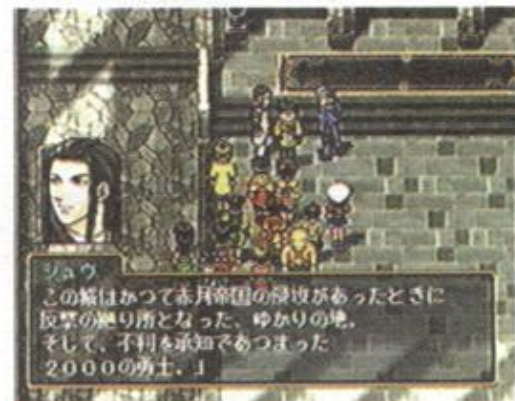 シュウ
この城はかつて赤月帝国の侵攻があったときに
反撃の拠り所となった、ゆかりの地。
そして、不利を承知であつまった
2000の勇士。」